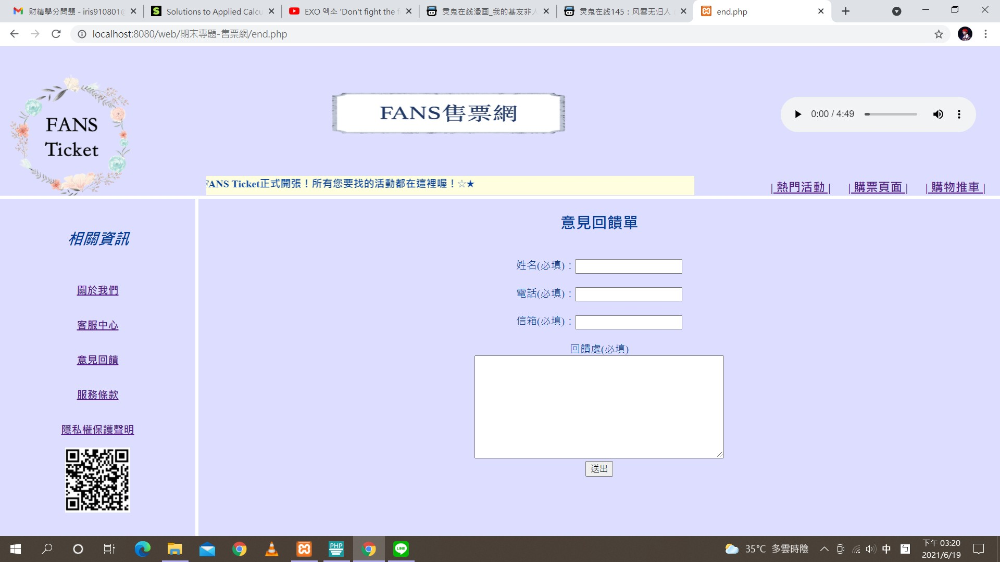 財精學分問題 - iris910801@
Solutions to Applied Calcu
EXO 엑소 'Don't fight the f
灵鬼在线漫画_我的基友非人
灵鬼在线145：风雪无归人
end.php
localhost:8080/web/期末專題-售票網/end.php
FANS
Ticket
FANS售票網
0:00 / 4:49
FANS Ticket正式開張！所有您要找的活動都在這裡喔！☆★
| 熱門活動 |
| 購票頁面 |
| 購物推車 |
相關資訊
關於我們
客服中心
意見回饋
服務條款
隱私權保護聲明
意見回饋單
姓名(必填)：
電話(必填)：
信箱(必填)：
回饋處(必填)
送出
PHP
LINE
35°C 多雲時陰
中
下午 03:20
2021/6/19